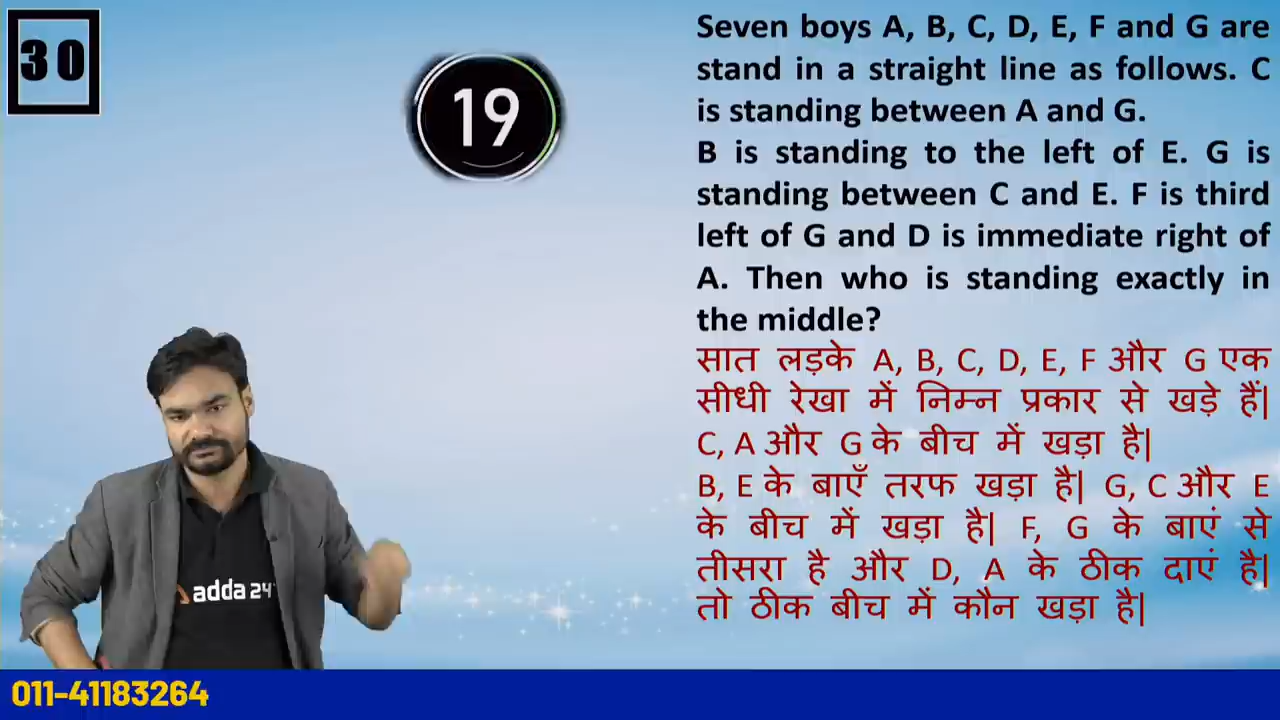 30
19
Seven boys A, B, C, D, E, F and G are
stand in a straight line as follows. C
is standing between A and G.
B is standing to the left of E. G is
standing between C and E. F is third
left of G and D is immediate right of
A. Then who is standing exactly in
the middle?
सात लड़के A, B, C, D, E, F और G एक
सीधी रेखा में निम्न प्रकार से खड़े हैं|
C, A और G के बीच में खड़ा है|
B, E के बाएँ तरफ खड़ा है| G, C और E
के बीच में खड़ा है| F, G के बाएं से
तीसरा है और D, A के ठीक दाएं है|
तो ठीक बीच में कौन खड़ा है|
adda 24
011-41183264